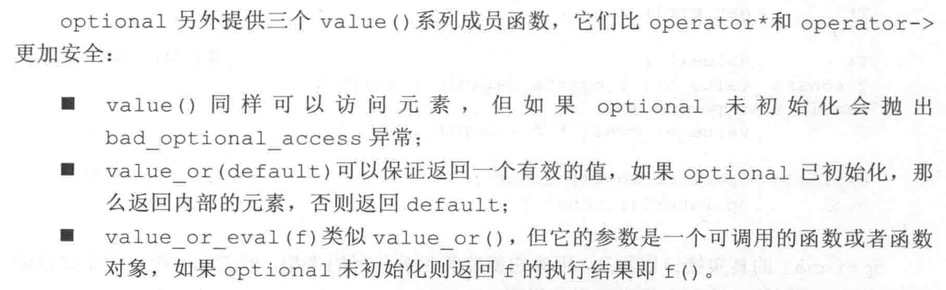 optional 另外提供三个 value()系列成员函数，它们比 operator*和 operator->
更加安全：
■ value() 同样可以访问元素，但如果 optional 未初始化会抛出
bad_optional_access 异常；
■ value_or(default)可以保证返回一个有效的值，如果 optional 已初始化，那
么返回内部的元素，否则返回 default；
■ value_or_eval(f)类似 value_or()，但它的参数是一个可调用的函数或者函数
对象，如果 optional 未初始化则返回 f 的执行结果即 f()。